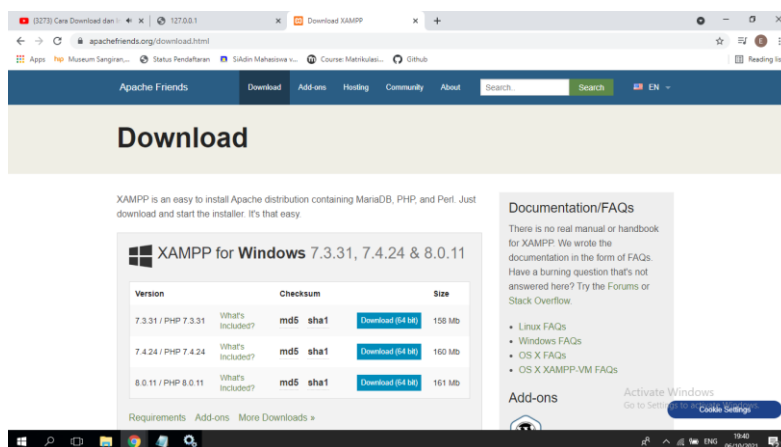 (3273) Cara Download dan
127.0.0.1
Download XAMPP
apachefriends.org/download.html
Apps
Museum Sangiran,...
Status Pendaftaran
SiAdin Mahasiswa v...
Course: Matrikulasi...
Github
Reading lis
Apache Friends
Download
Add-ons
Hosting
Community
About
Search..
Search
EN
Download
XAMPP is an easy to install Apache distribution containing MariaDB, PHP, and Perl. Just
download and start the installer. It's that easy.
XAMPP for Windows 7.3.31, 7.4.24 & 8.0.11
Version Checksum Size
7.3.31 / PHP 7.3.31 What's Included? md5 sha1 Download (64 bit) 158 Mb
7.4.24 / PHP 7.4.24 What's Included? md5 sha1 Download (64 bit) 160 Mb
8.0.11 / PHP 8.0.11 What's Included? md5 sha1 Download (64 bit) 161 Mb
Requirements Add-ons More Downloads »
Documentation/FAQs
There is no real manual or handbook
for XAMPP. We wrote the
documentation in the form of FAQs.
Have a burning question that's not
answered here? Try the Forums or
Stack Overflow.
• Linux FAQs
• Windows FAQs
• OS X FAQs
• OS X XAMPP-VM FAQs
Add-ons
Activate Windows
Go to Settings to activate Windows.
Cookie Settings
ENG
19:40
06/10/2021